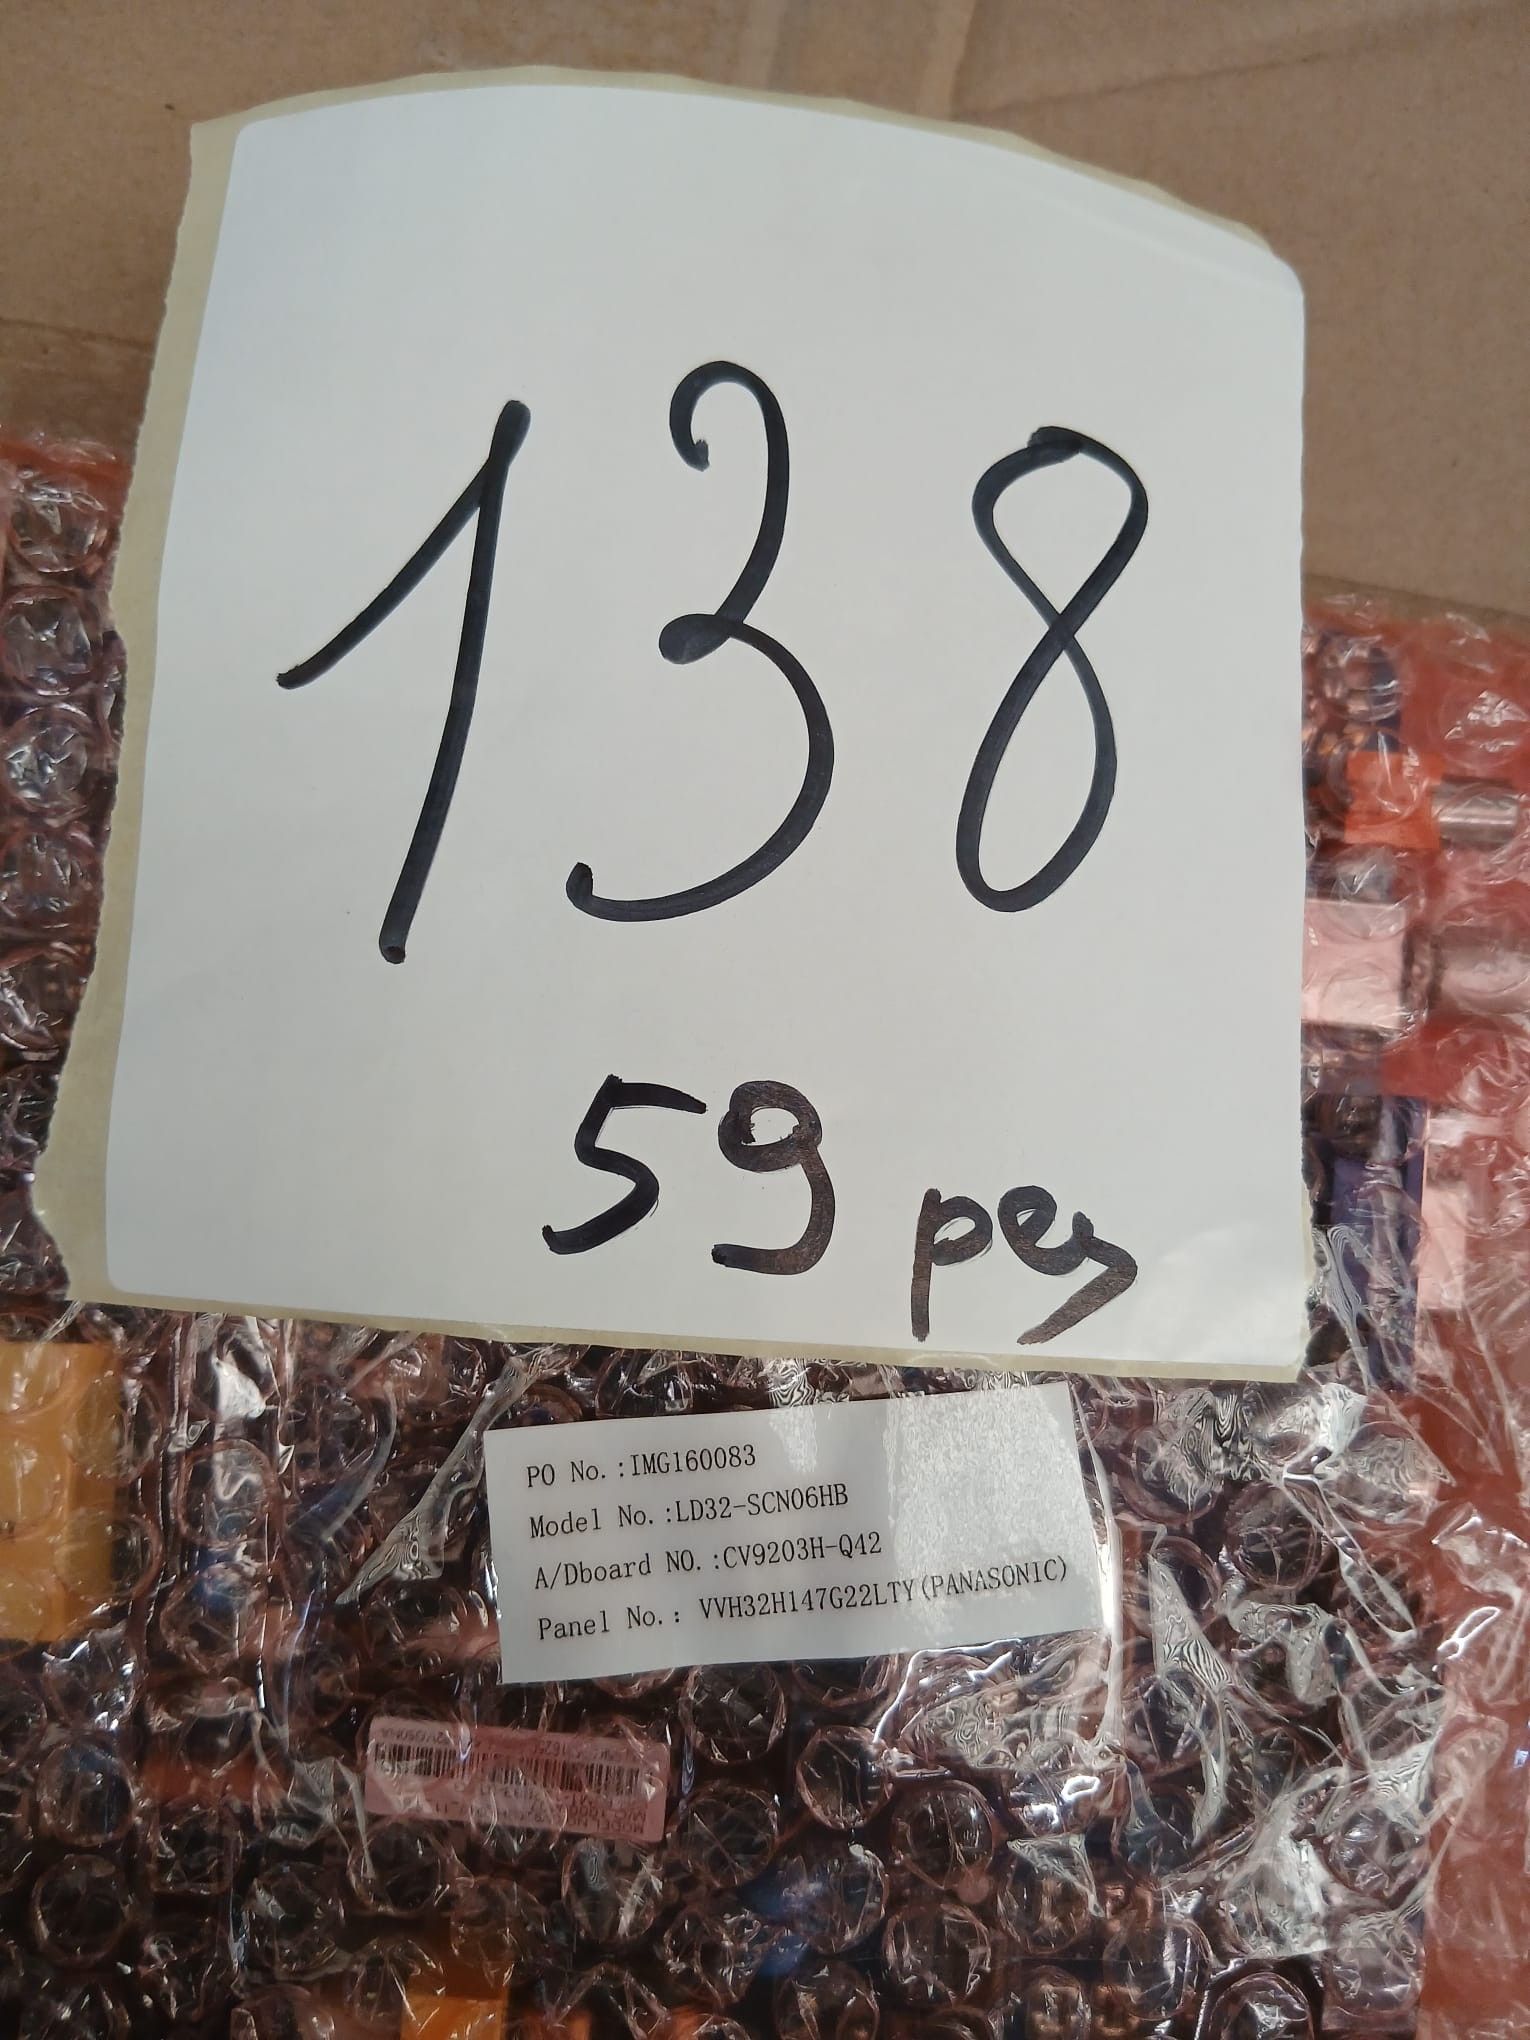 138
59 pcs
PO No.:IMG160083
Model No.:LD32-SCN06HB
A/Dboard NO.:CV9203H-Q42
Panel No.: VVH32H147G22LTY(PANASONIC)